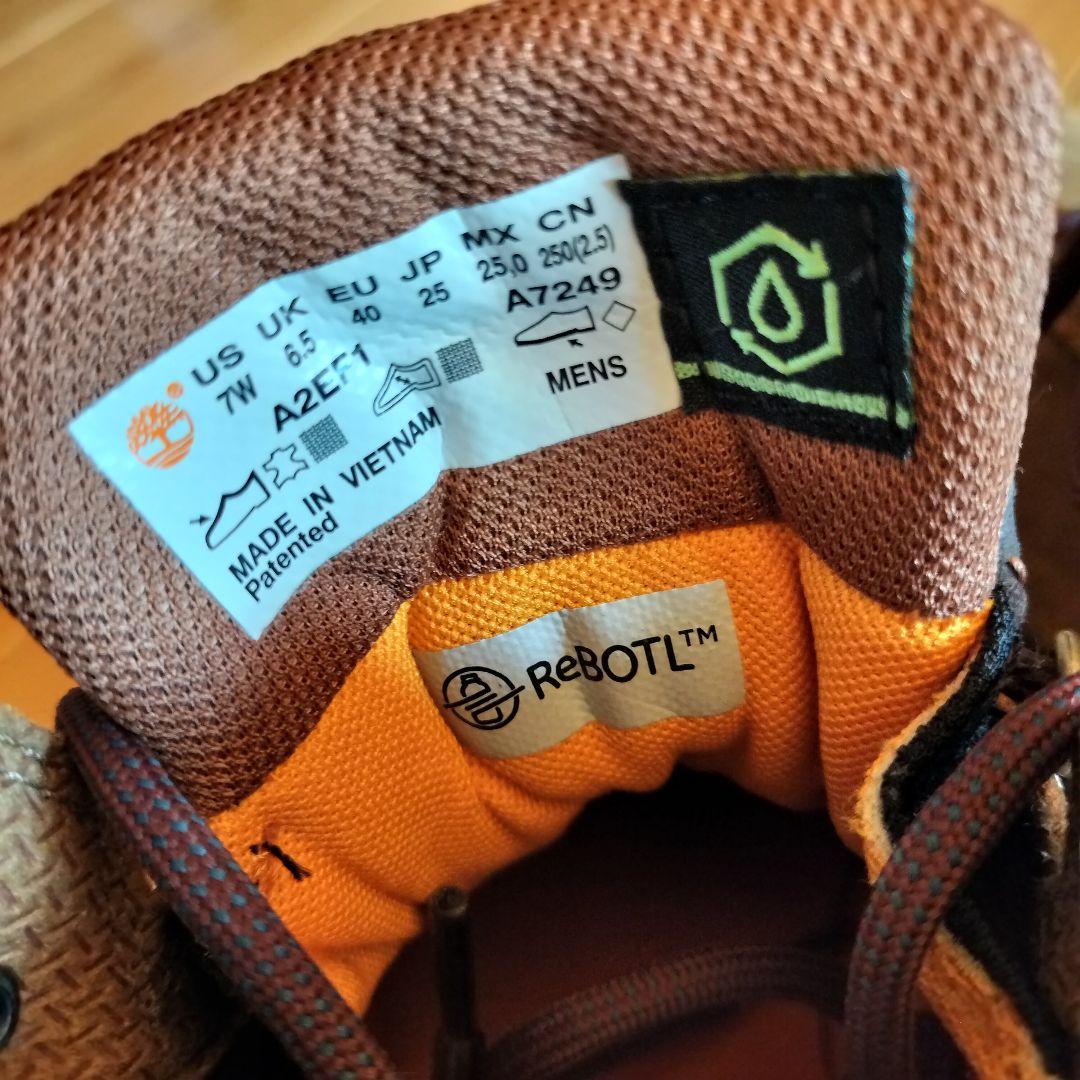 US UK EU JP MX CN
7W 6.5 40 25 25,0 250(2.5)
A2EF1 A7249
MENS
MADE IN VIETNAM
Patented
ReBOTL™